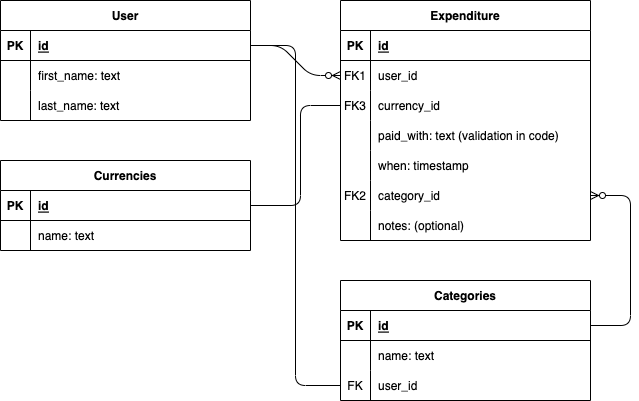 User
PK id
first_name: text
last_name: text
Currencies
PK id
name: text
Expenditure
PK id
FK1 user_id
FK3 currency_id
paid_with: text (validation in code)
when: timestamp
FK2 category_id
notes: (optional)
Categories
PK id
name: text
FK user_id